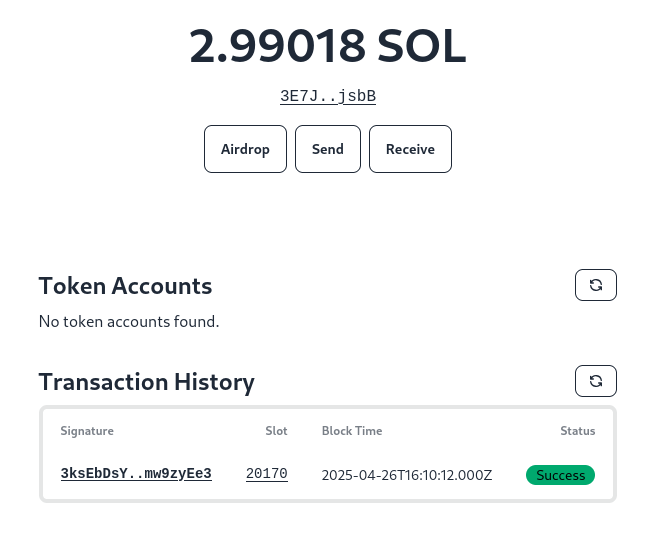 2.99018 SOL
3E7J..jsbB
Airdrop Send Receive
Token Accounts
No token accounts found.
Transaction History
Signature Slot Block Time Status
3ksEbDsY..mw9zyEe3 20170 2025-04-26T16:10:12.000Z Success